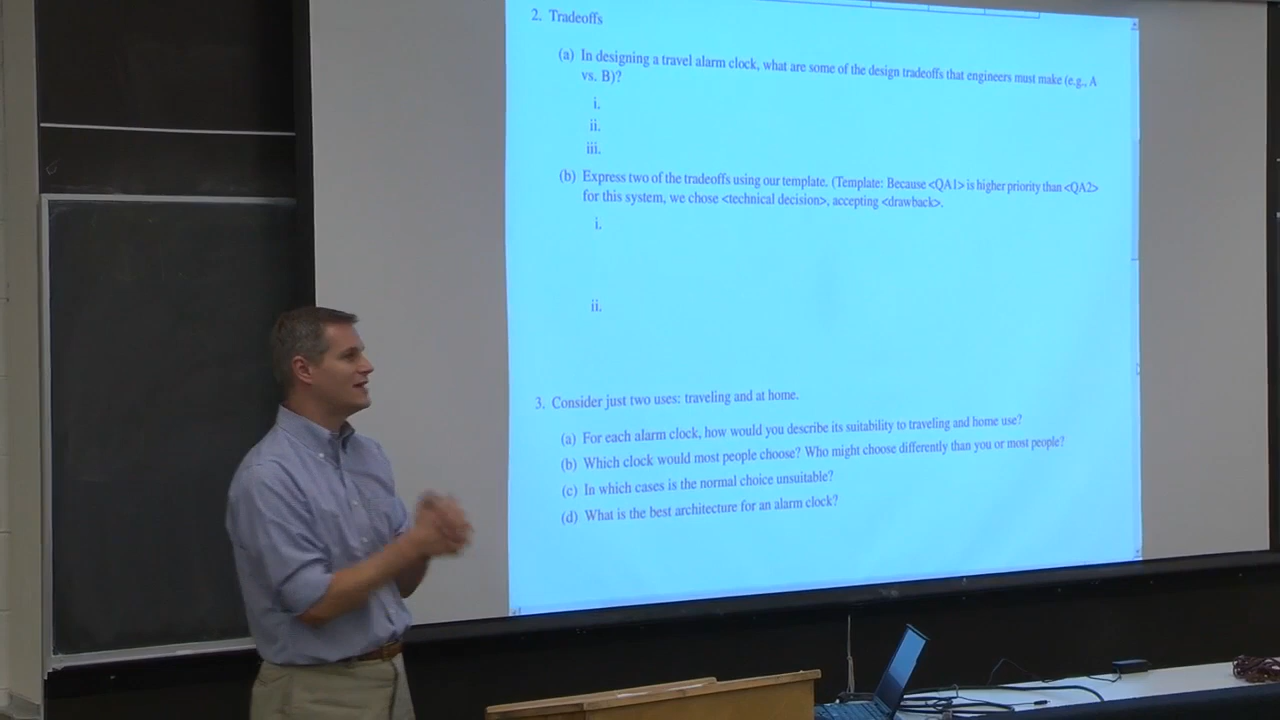 2. Tradeoffs
(a) In designing a travel alarm clock, what are some of the design tradeoffs that engineers must make (e.g., A
vs. B)?
i.
ii.
iii.
(b) Express two of the tradeoffs using our template. (Template: Because <QA1> is higher priority than <QA2>
for this system, we chose <technical decision>, accepting <drawback>.
i.
ii.
3. Consider just two uses: traveling and at home.
(a) For each alarm clock, how would you describe its suitability to traveling and home use?
(b) Which clock would most people choose? Who might choose differently than you or most people?
(c) In which cases is the normal choice unsuitable?
(d) What is the best architecture for an alarm clock?